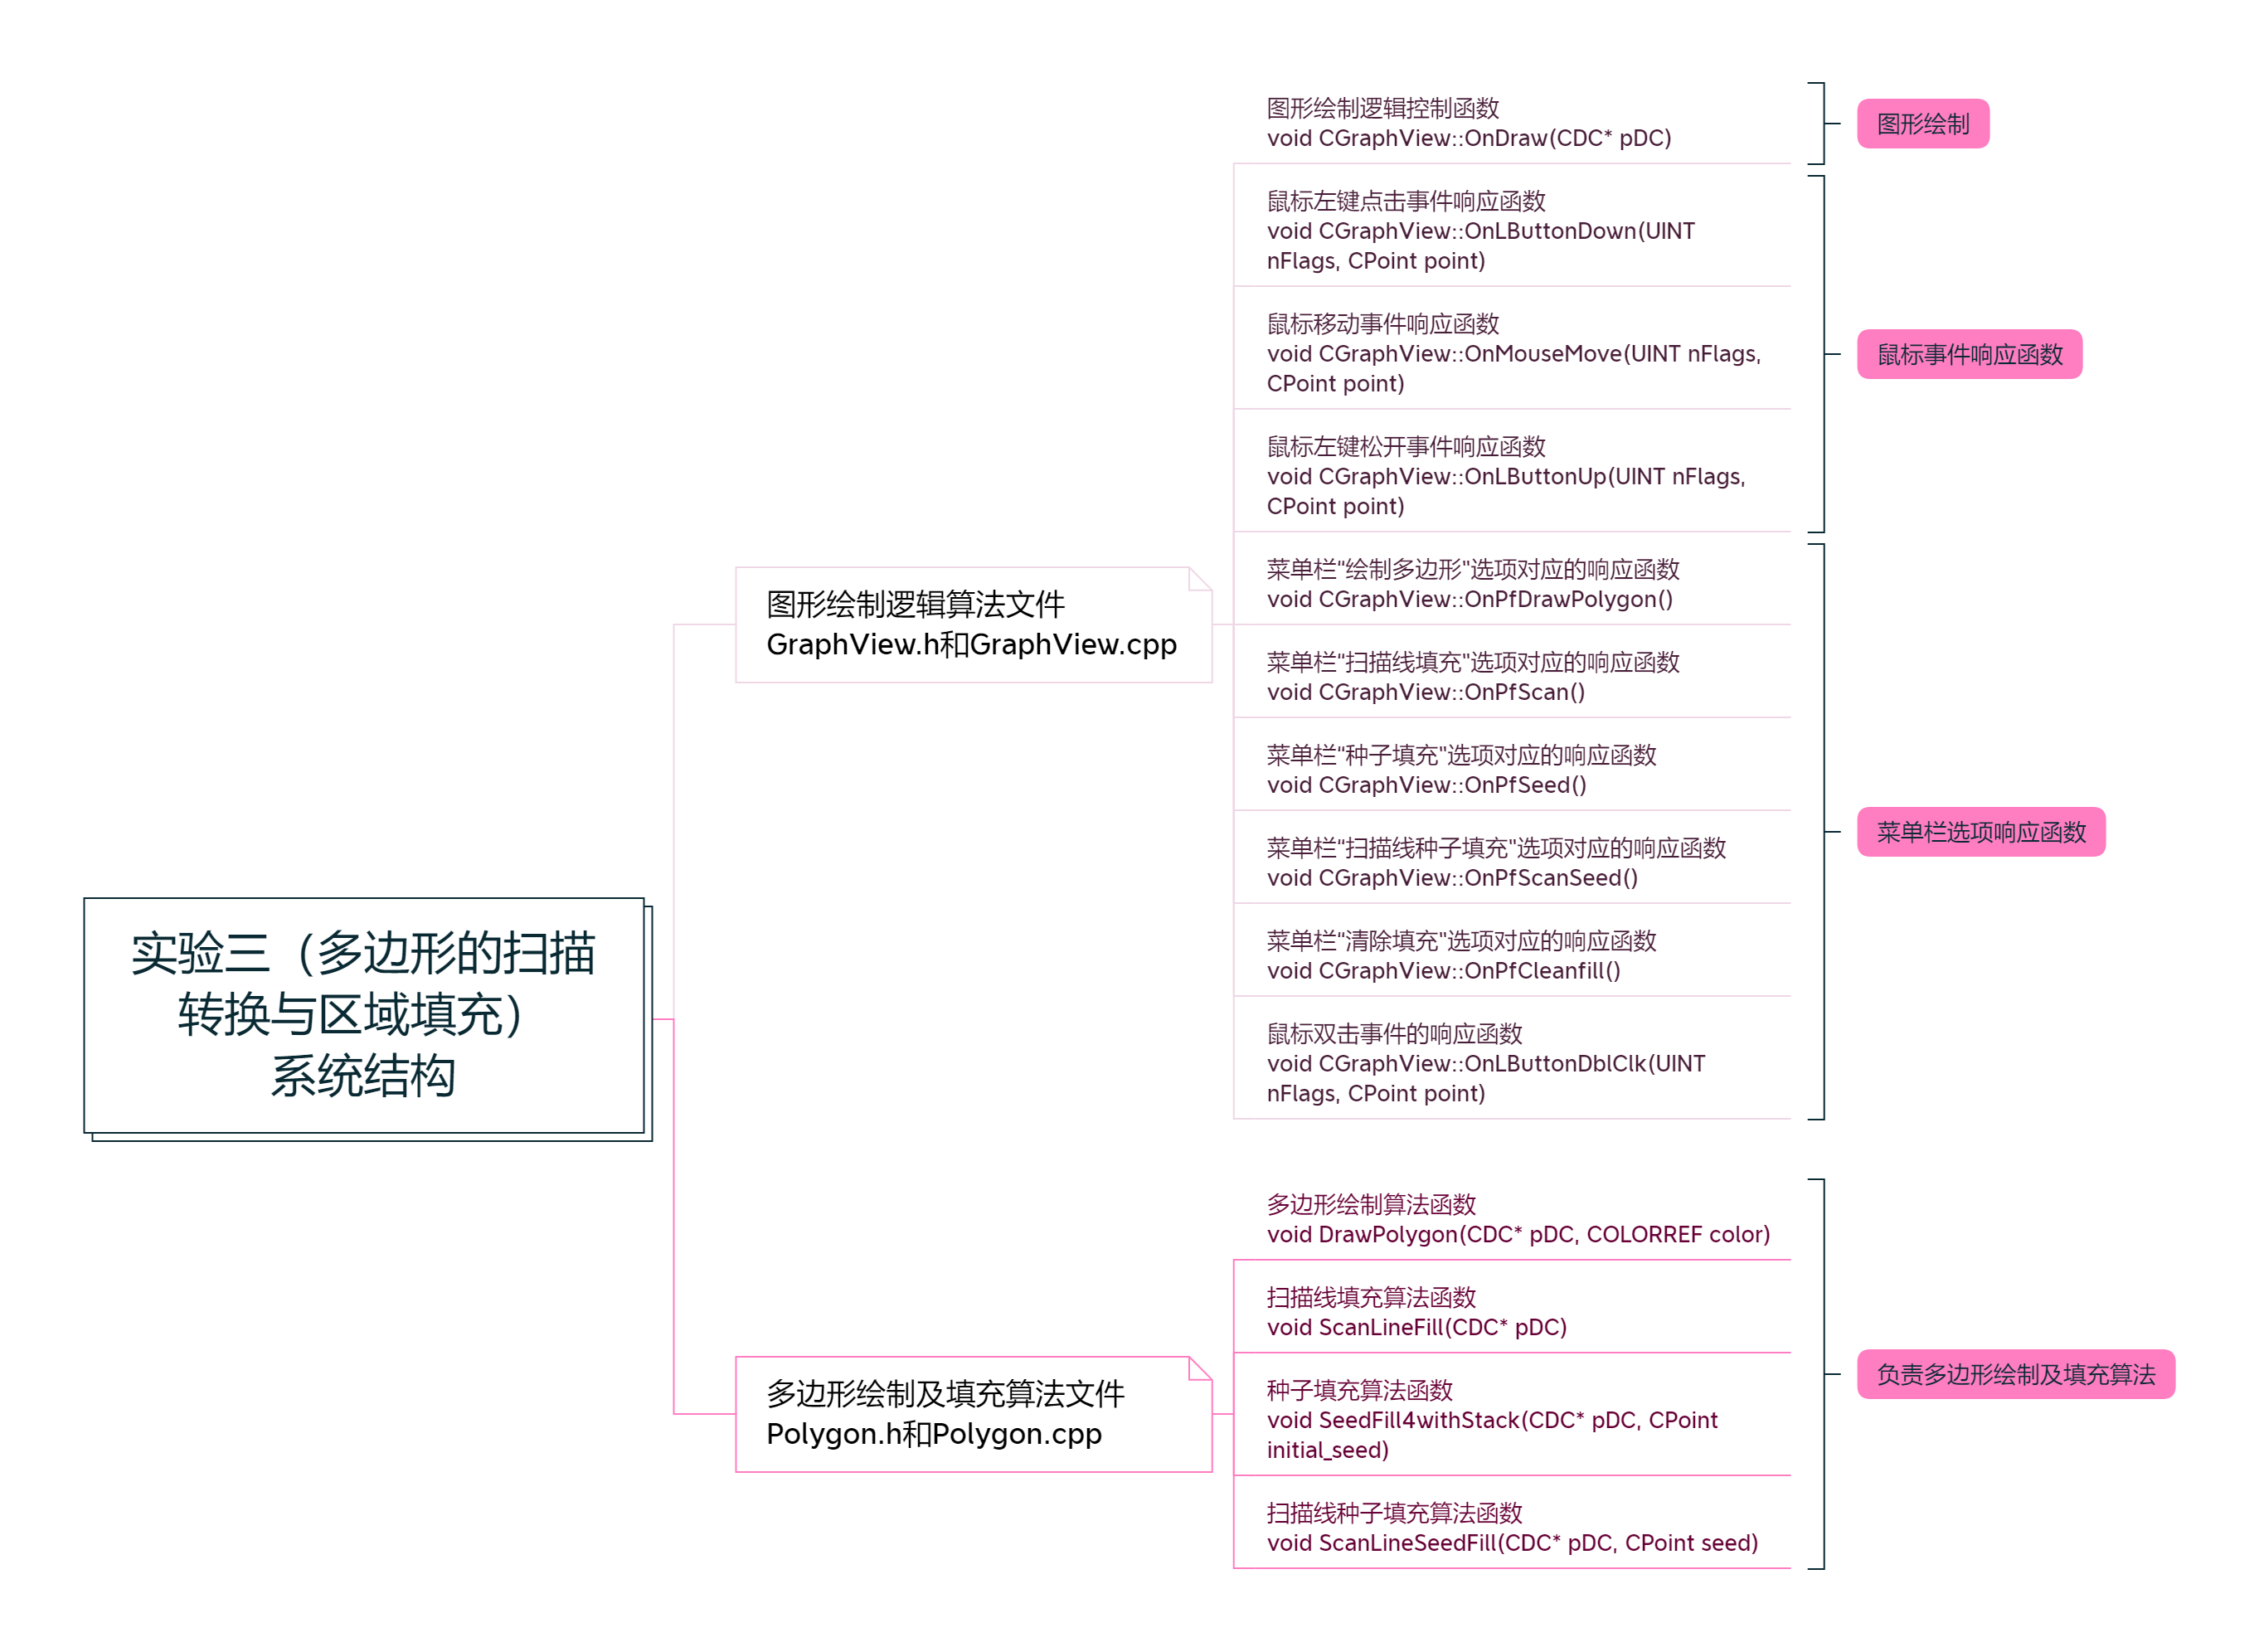 图形绘制逻辑控制函数
void CGraphView::OnDraw(CDC* pDC)
图形绘制
鼠标左键点击事件响应函数
void CGraphView::OnLButtonDown(UINT
nFlags, CPoint point)
鼠标移动事件响应函数
void CGraphView::OnMouseMove(UINT nFlags,
CPoint point)
鼠标左键松开事件响应函数
void CGraphView::OnLButtonUp(UINT nFlags,
CPoint point)
鼠标事件响应函数
图形绘制逻辑算法文件
GraphView.h和GraphView.cpp
菜单栏“绘制多边形”选项对应的响应函数
void CGraphView::OnPfDrawPolygon()
菜单栏“扫描线填充”选项对应的响应函数
void CGraphView::OnPfScan()
菜单栏“种子填充”选项对应的响应函数
void CGraphView::OnPfSeed()
菜单栏“扫描线种子填充”选项对应的响应函数
void CGraphView::OnPfScanSeed()
菜单栏“清除填充”选项对应的响应函数
void CGraphView::OnPfCleanfill()
鼠标双击事件的响应函数
void CGraphView::OnLButtonDblClk(UINT
nFlags, CPoint point)
菜单栏选项响应函数
实验三（多边形的扫描
转换与区域填充）
系统结构
多边形绘制及填充算法文件
Polygon.h和Polygon.cpp
多边形绘制算法函数
void DrawPolygon(CDC* pDC, COLORREF color)
扫描线填充算法函数
void ScanLineFill(CDC* pDC)
种子填充算法函数
void SeedFill4withStack(CDC* pDC, CPoint
initial_seed)
扫描线种子填充算法函数
void ScanLineSeedFill(CDC* pDC, CPoint seed)
负责多边形绘制及填充算法